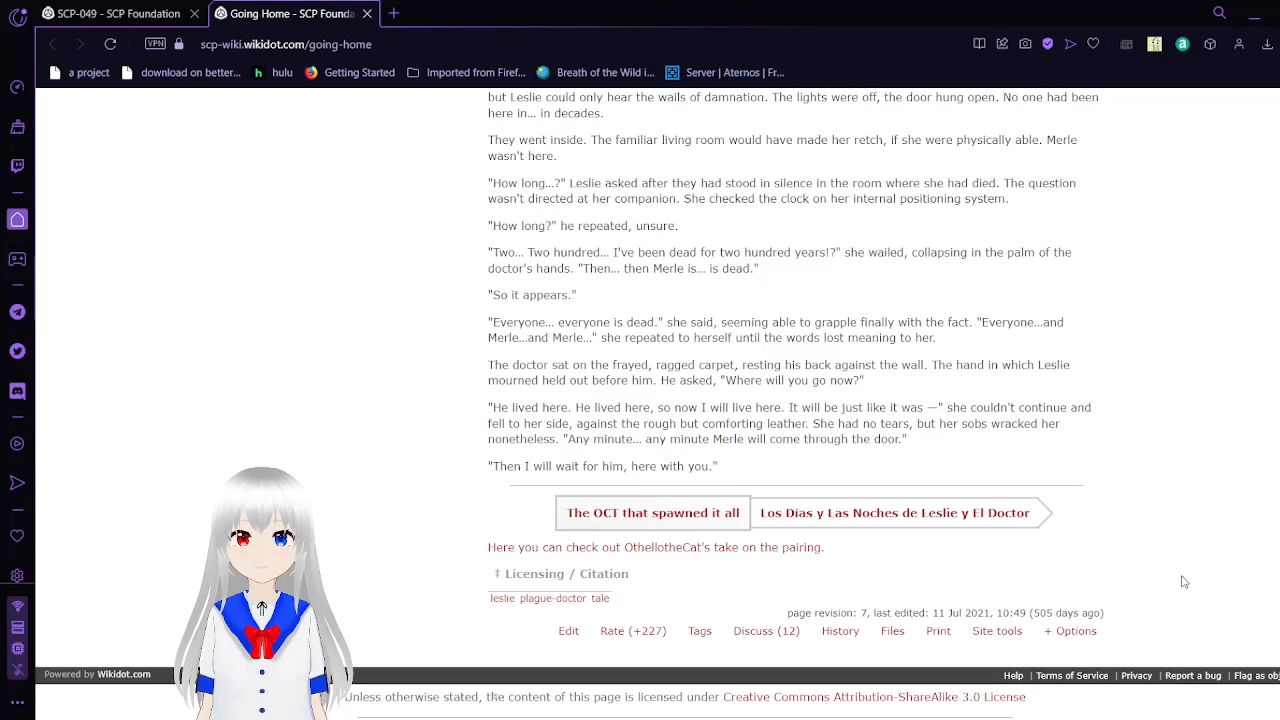 SCP-049 - SCP Foundation
Going Home - SCP Founda
VPN
scp-wiki.wikidot.com/going-home
a project
download on better...
h hulu
Getting Started
Imported from Firef...
Breath of the Wild i...
Server | Aternos | Fr...
but Leslie could only hear the wails of damnation. The lights were off, the door hung open. No one had been
here in... in decades.
They went inside. The familiar living room would have made her retch, if she were physically able. Merle
wasn't here.
"How long...?" Leslie asked after they had stood in silence in the room where she had died. The question
wasn't directed at her companion. She checked the clock on her internal positioning system.
"How long?" he repeated, unsure.
"Two... Two hundred... I've been dead for two hundred years!?" she wailed, collapsing in the palm of the
doctor's hands. "Then... then Merle is... is dead."
"So it appears."
"Everyone... everyone is dead." she said, seeming able to grapple finally with the fact. "Everyone...and
Merle...and Merle..." she repeated to herself until the words lost meaning to her.
The doctor sat on the frayed, ragged carpet, resting his back against the wall. The hand in which Leslie
mourned held out before him. He asked, "Where will you go now?"
"He lived here. He lived here, so now I will live here. It will be just like it was —" she couldn't continue and
fell to her side, against the rough but comforting leather. She had no tears, but her sobs wracked her
nonetheless. "Any minute... any minute Merle will come through the door."
"Then I will wait for him, here with you."
The OCT that spawned it all
Los Días y Las Noches de Leslie y El Doctor
Here you can check out OthellotheCat's take on the pairing.
‡ Licensing / Citation
leslie plague-doctor tale
page revision: 7, last edited: 11 Jul 2021, 10:49 (505 days ago)
Edit Rate (+227) Tags Discuss (12) History Files Print Site tools + Options
Powered by Wikidot.com
Help | Terms of Service | Privacy | Report a bug | Flag as obj
Unless otherwise stated, the content of this page is licensed under Creative Commons Attribution-ShareAlike 3.0 License